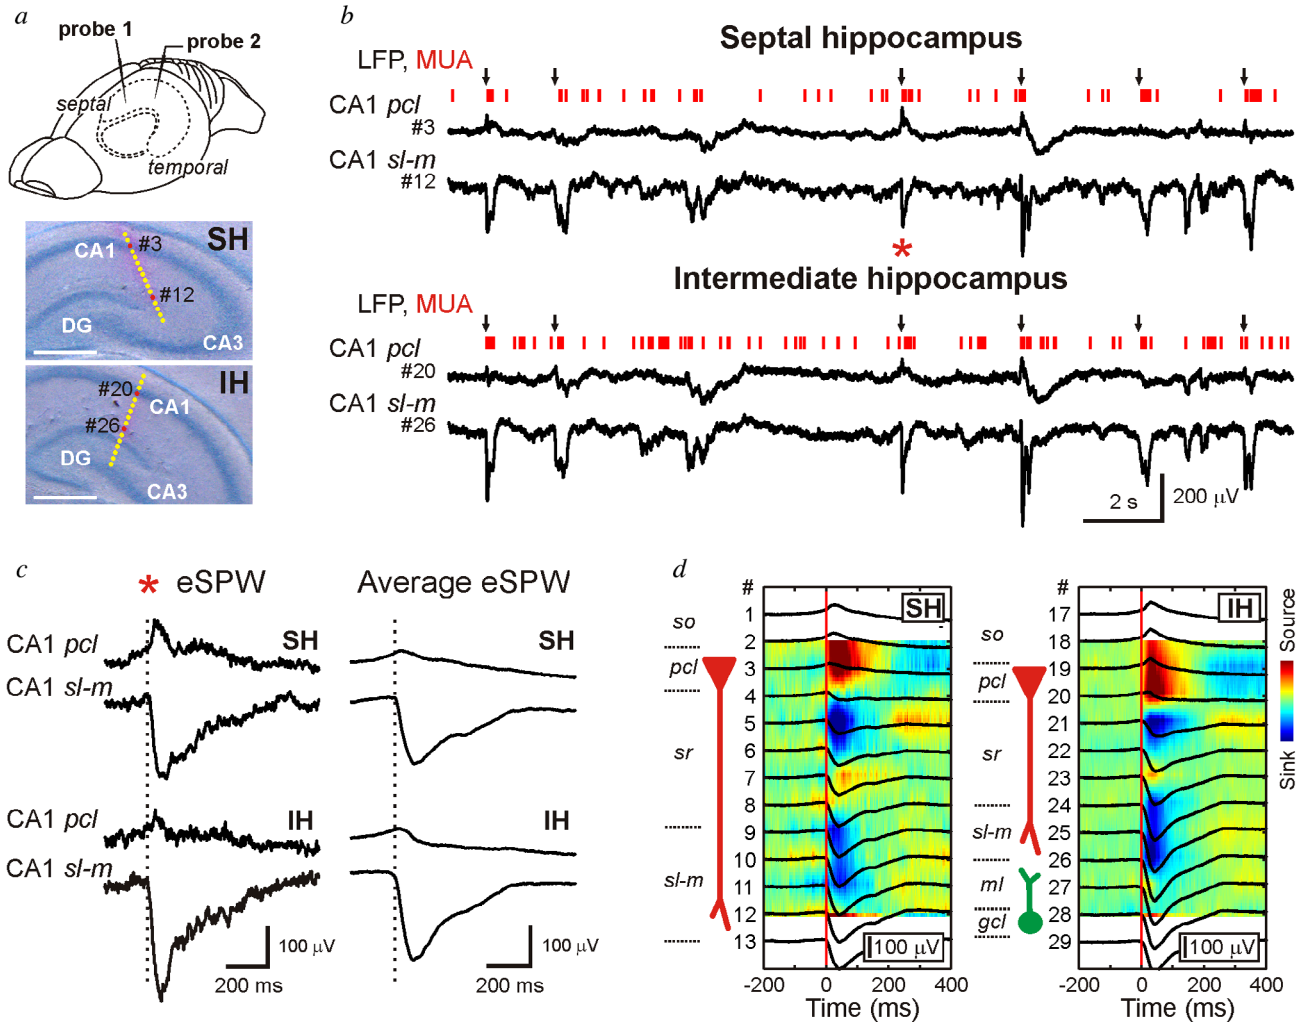 a
probe 1
probe 2
septal
temporal
SH
CA1
#3
#12
DG
CA3
IH
#20
CA1
#26
DG
CA3
b
Septal hippocampus
LFP, MUA
CA1 pcl
#3
CA1 sl-m
#12
*
Intermediate hippocampus
LFP, MUA
CA1 pcl
#20
CA1 sl-m
#26
2 s
200 µV
c
* eSPW
Average eSPW
CA1 pcl
SH
SH
CA1 sl-m
CA1 pcl
IH
IH
CA1 sl-m
100 µV
200 ms
100 µV
200 ms
d
#
SH
1
so
2
pcl
3
4
5
sr
6
7
8
9
10
sl-m
11
12
13
100 µV
-200 0 200 400
Time (ms)
#
IH
17
so
18
19
pcl
20
21
sr
22
23
24
sl-m
25
26
ml
27
28
gcl
29
100 µV
-200 0 200 400
Time (ms)
Source
Sink